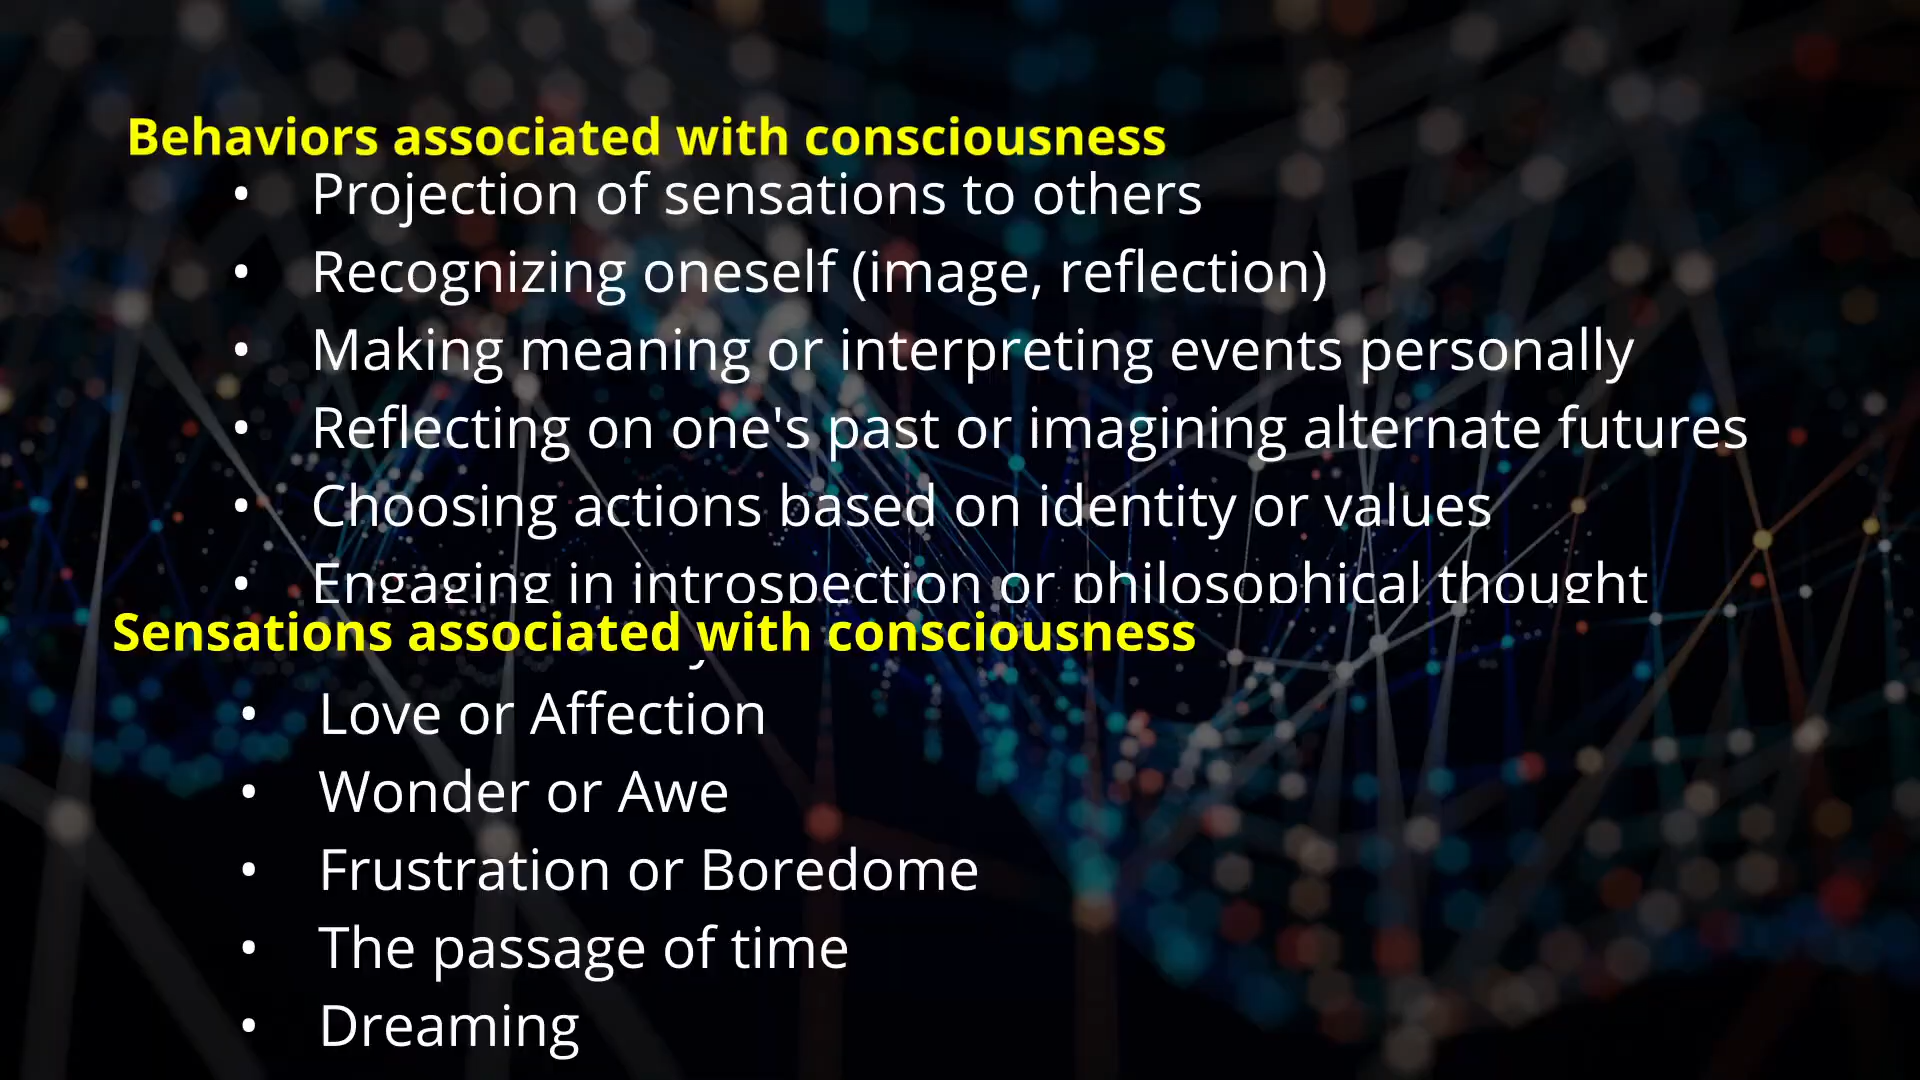 Behaviors associated with consciousness
• Projection of sensations to others
• Recognizing oneself (image, reflection)
• Making meaning or interpreting events personally
• Reflecting on one's past or imagining alternate futures
• Choosing actions based on identity or values
• Engaging in introspection or philosophical thought
Sensations associated with consciousness
• Love or Affection
• Wonder or Awe
• Frustration or Boredome
• The passage of time
• Dreaming